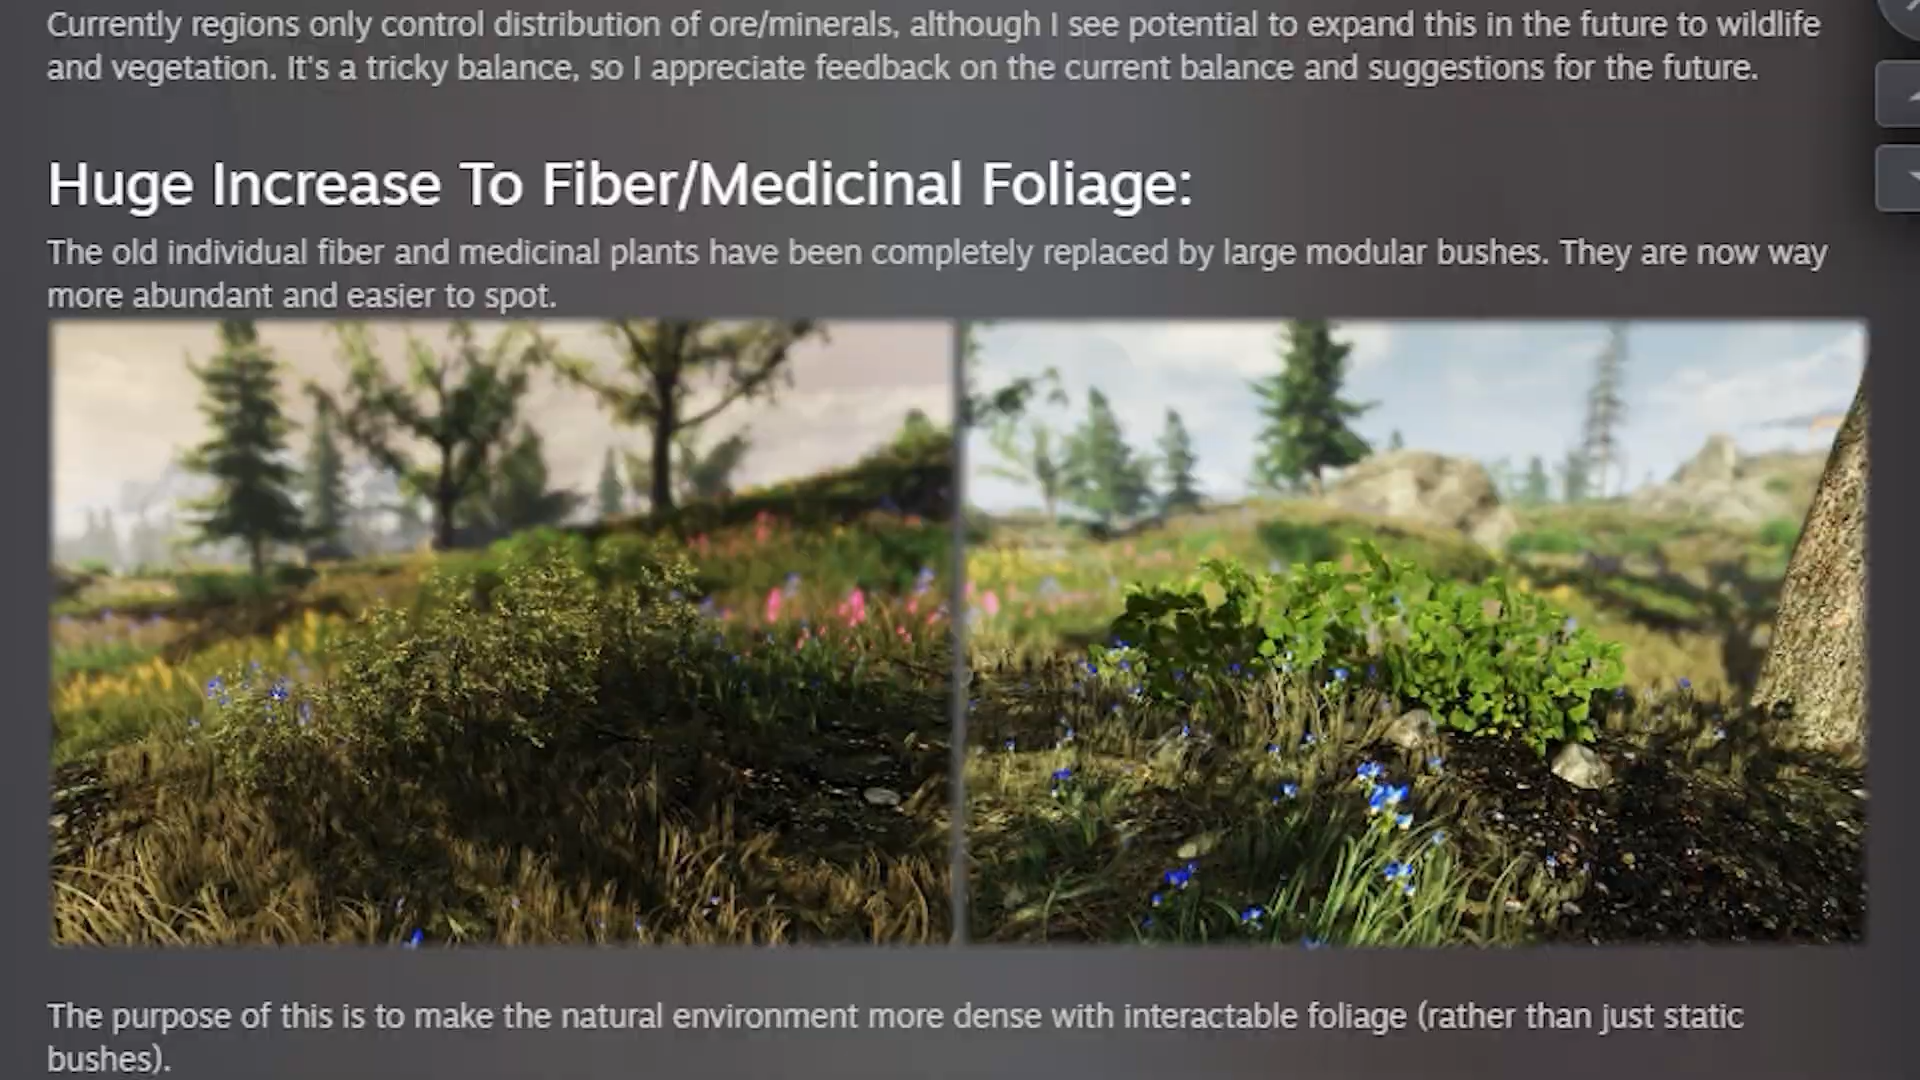 Currently regions only control distribution of ore/minerals, although I see potential to expand this in the future to wildlife
and vegetation. It's a tricky balance, so I appreciate feedback on the current balance and suggestions for the future.
Huge Increase To Fiber/Medicinal Foliage:
The old individual fiber and medicinal plants have been completely replaced by large modular bushes. They are now way
more abundant and easier to spot.
The purpose of this is to make the natural environment more dense with interactable foliage (rather than just static
bushes).